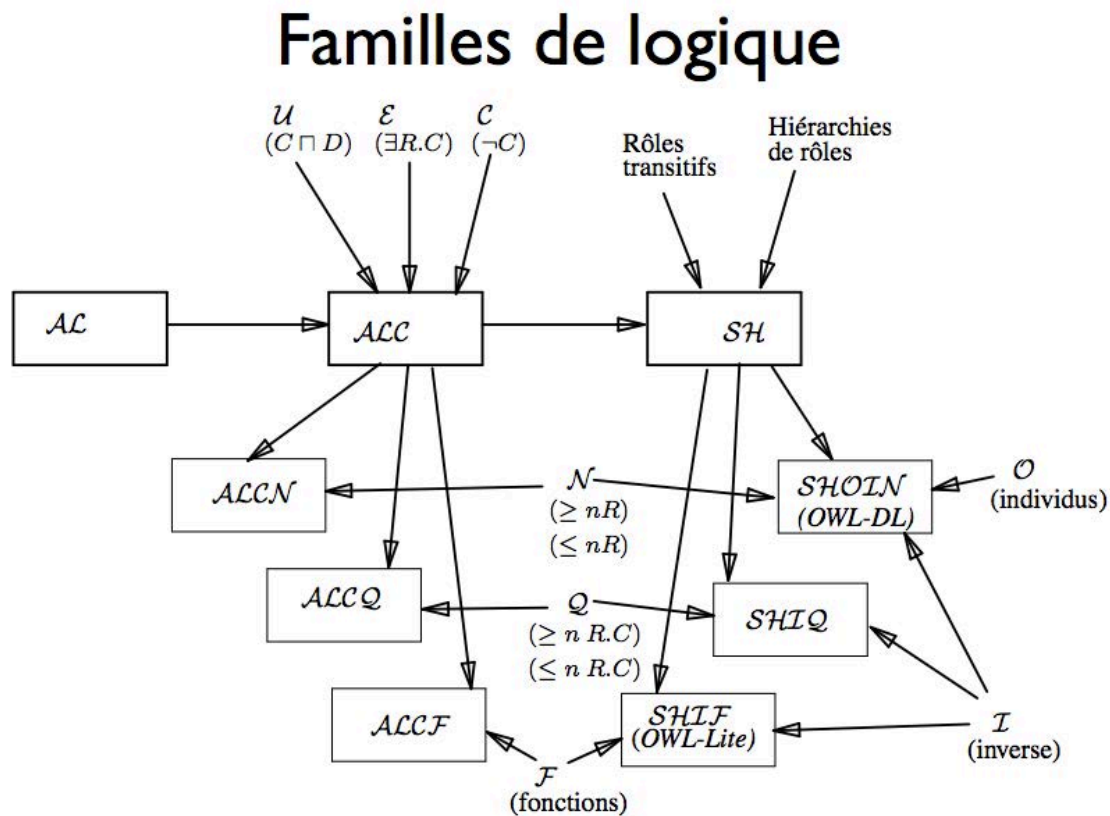 Familles de logique
𝒰
(C ⊓ D)
ℰ
(∃R.C)
𝒞
(¬C)
Rôles
transitifs
Hiérarchies
de rôles
𝒜ℒ
𝒜ℒ𝒞
𝒮ℋ
𝒜ℒ𝒞𝒩
𝒩
(≥ nR)
(≤ nR)
𝒮ℋ𝒪ℐ𝒩
(OWL-DL)
𝒪
(individus)
𝒜ℒ𝒞𝒬
𝒬
(≥ n R.C)
(≤ n R.C)
𝒮ℋℐ𝒬
𝒜ℒ𝒞ℱ
𝒮ℋℐℱ
(OWL-Lite)
ℐ
(inverse)
ℱ
(fonctions)